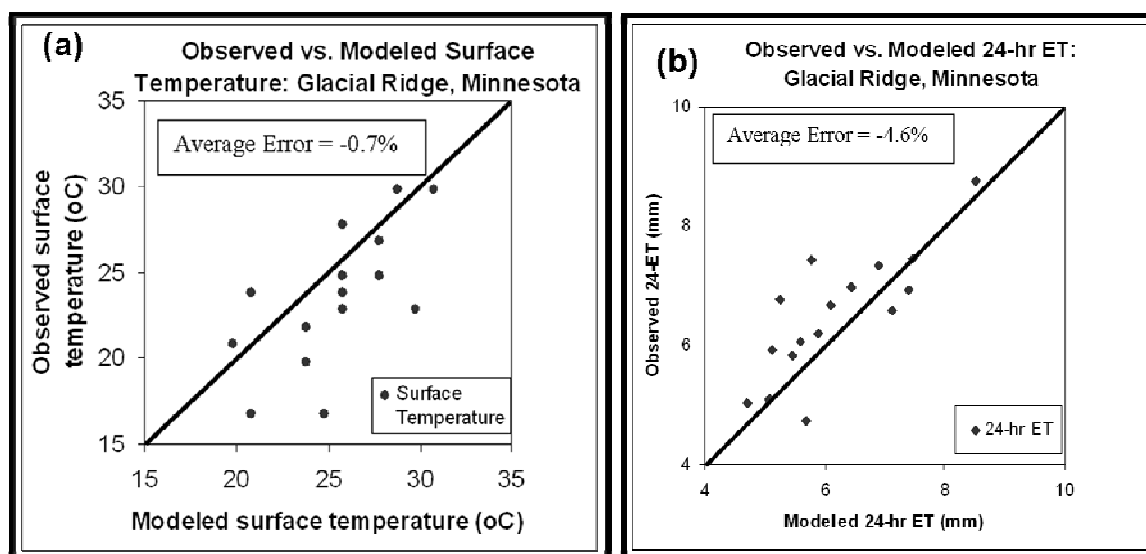 (a)
Observed vs. Modeled Surface
Temperature: Glacial Ridge, Minnesota
35
30
25
20
15
Average Error = -0.7%
Observed surface
temperature (oC)
Surface
Temperature
15
20
25
30
35
Modeled surface temperature (oC)
(b)
Observed vs. Modeled 24-hr ET:
Glacial Ridge, Minnesota
10
8
6
4
Average Error = -4.6%
Observed 24-ET (mm)
24-hr ET
4
6
8
10
Modeled 24-hr ET (mm)